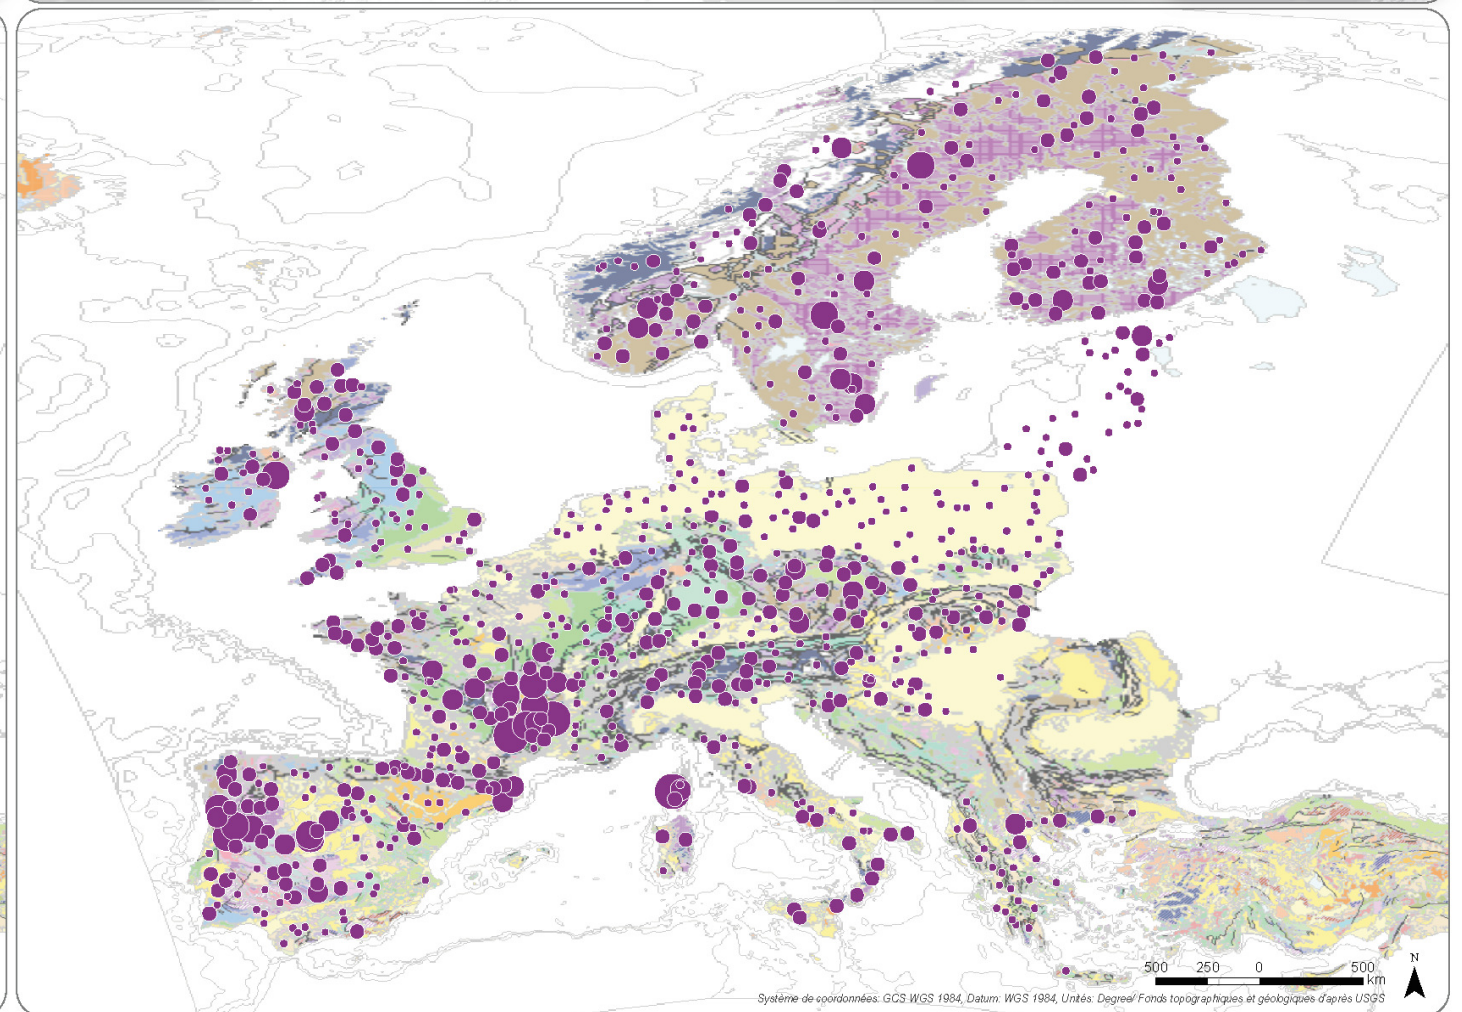 N
500 250 0 500
km
Système de coordonnées: GCS WGS 1984, Datum: WGS 1984, Unités: Degree/ Fonds topographiques et géologiques d'après USGS